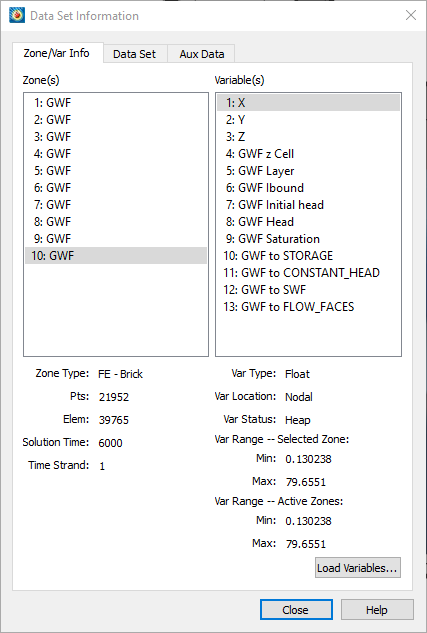 Data Set Information
Zone/Var Info
Data Set
Aux Data
Zone(s)
1: GWF
2: GWF
3: GWF
4: GWF
5: GWF
6: GWF
7: GWF
8: GWF
9: GWF
10: GWF
Variable(s)
1: X
2: Y
3: Z
4: GWF z Cell
5: GWF Layer
6: GWF Ibound
7: GWF Initial head
8: GWF Head
9: GWF Saturation
10: GWF to STORAGE
11: GWF to CONSTANT_HEAD
12: GWF to SWF
13: GWF to FLOW_FACES
Zone Type: FE - Brick
Pts: 21952
Elem: 39765
Solution Time: 6000
Time Strand: 1
Var Type: Float
Var Location: Nodal
Var Status: Heap
Var Range -- Selected Zone:
Min: 0.130238
Max: 79.6551
Var Range -- Active Zones:
Min: 0.130238
Max: 79.6551
Load Variables...
Close
Help